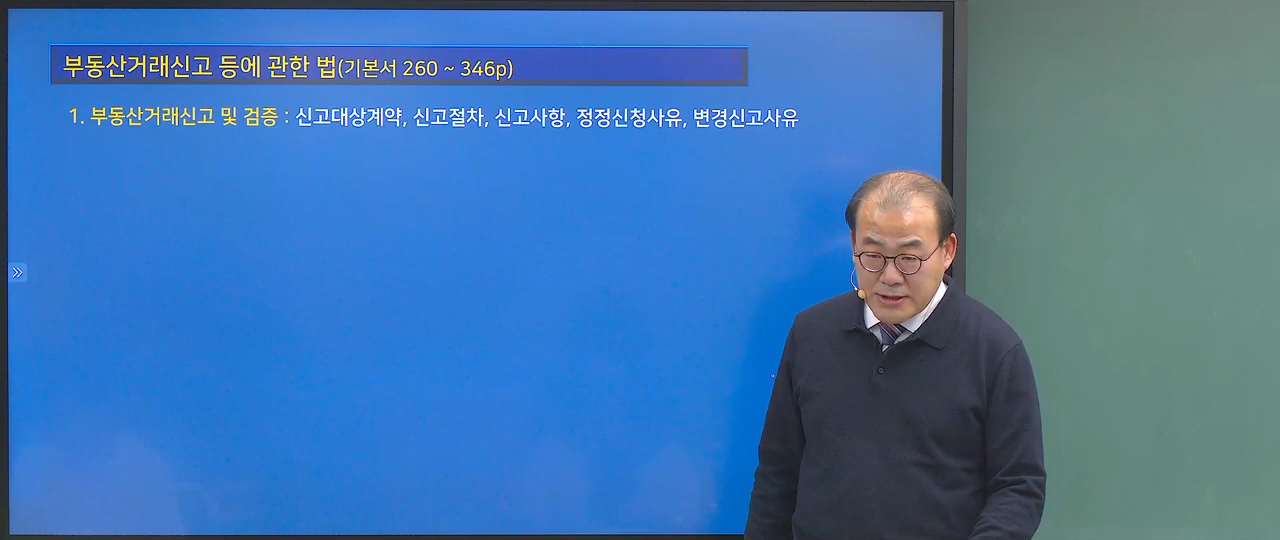 부동산거래신고 등에 관한 법(기본서 260 ~ 346p)
1. 부동산거래신고 및 검증 : 신고대상계약, 신고절차, 신고사항, 정정신청사유, 변경신고사유